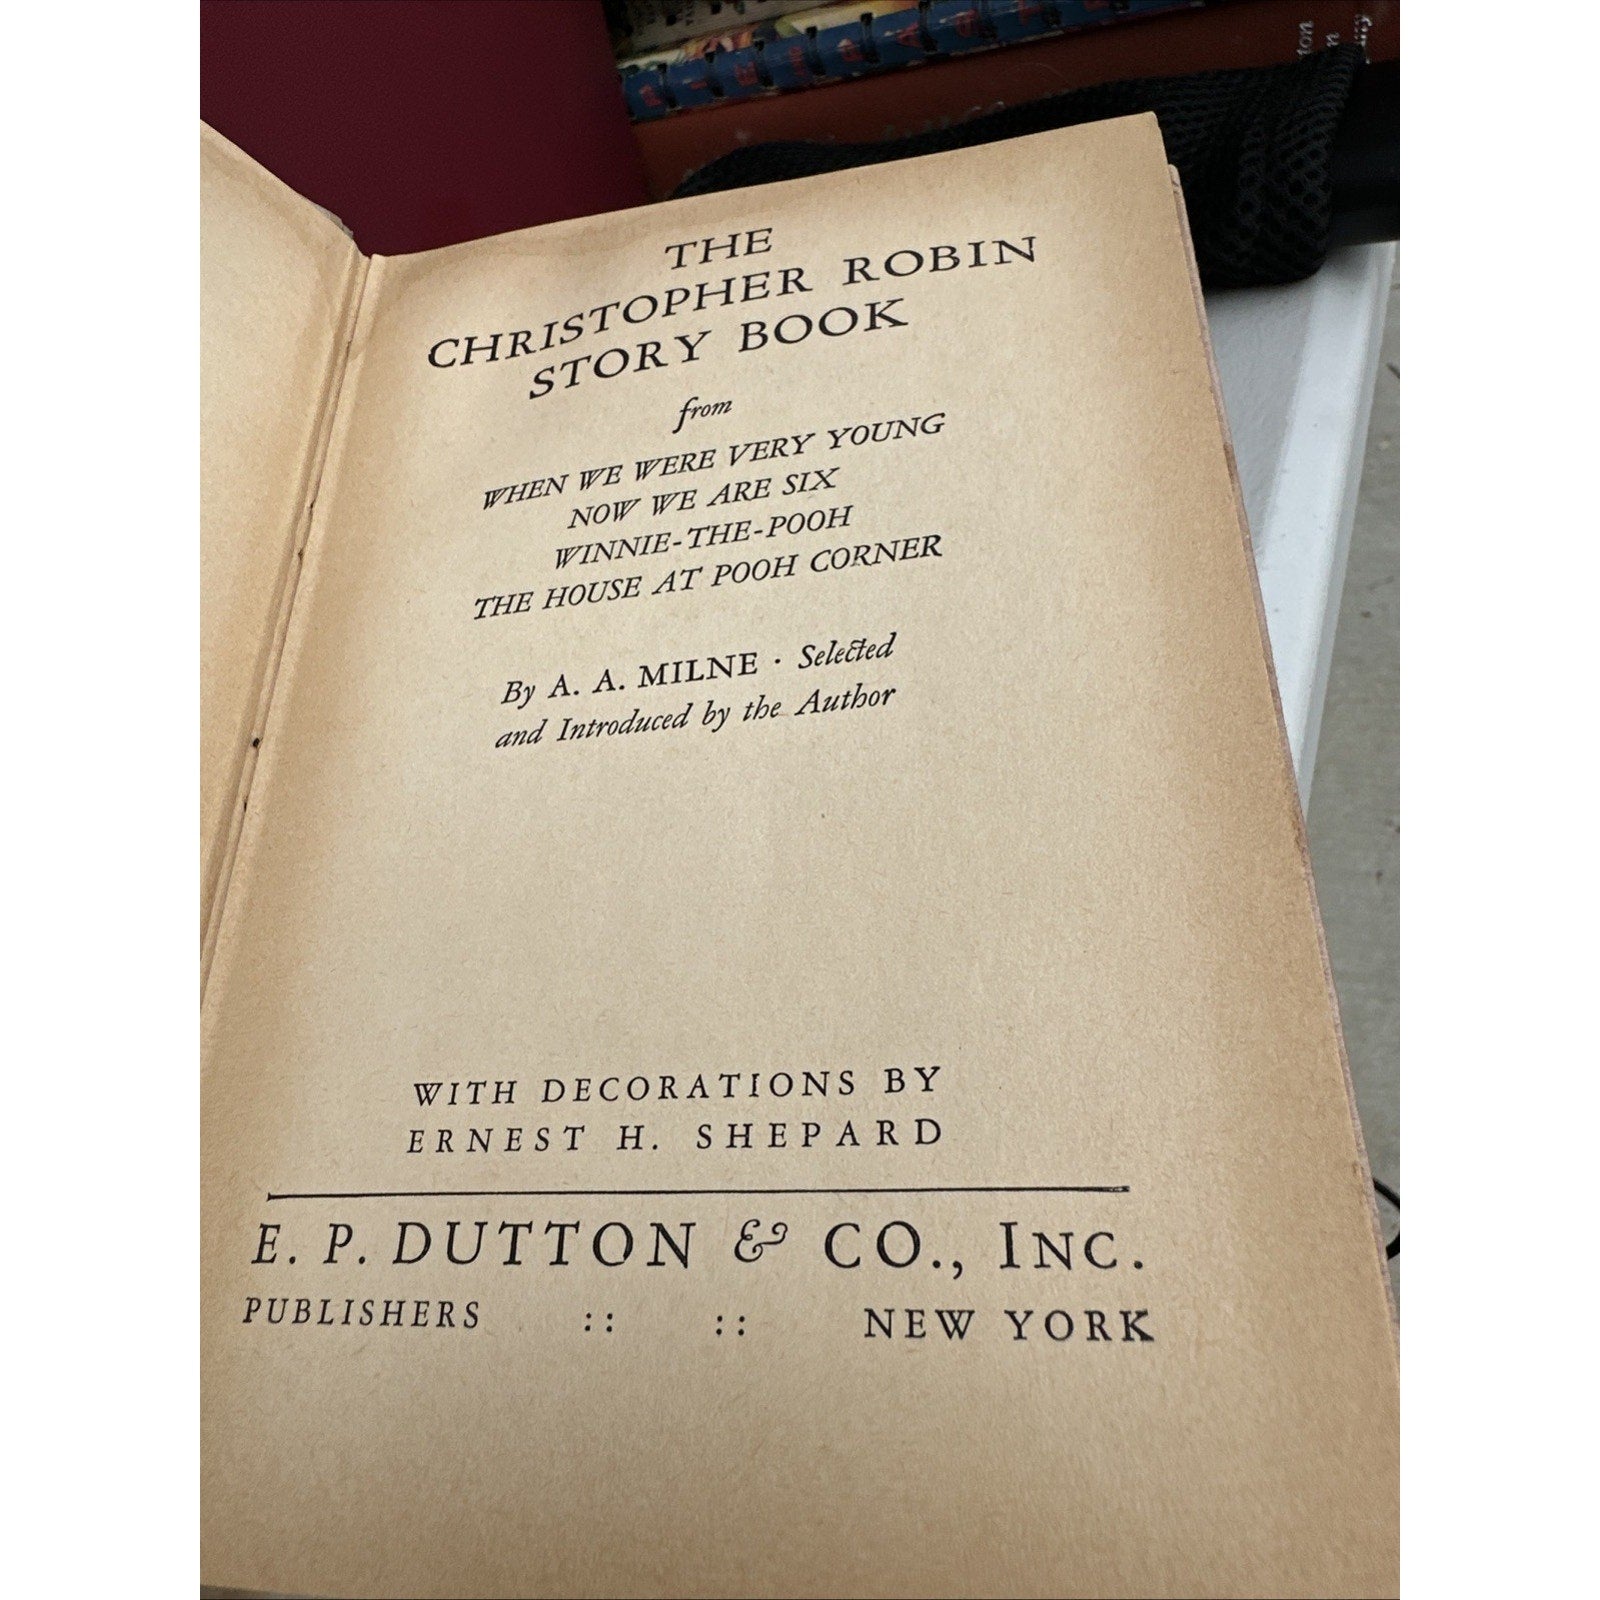 THE
CHRISTOPHER ROBIN
STORY BOOK
from
WHEN WE WERE VERY YOUNG
NOW WE ARE SIX
WINNIE-THE-POOH
THE HOUSE AT POOH CORNER
By A. A. MILNE · Selected
and Introduced by the Author
WITH DECORATIONS BY
ERNEST H. SHEPARD
E. P. DUTTON & CO., INC.
PUBLISHERS :: :: NEW YORK